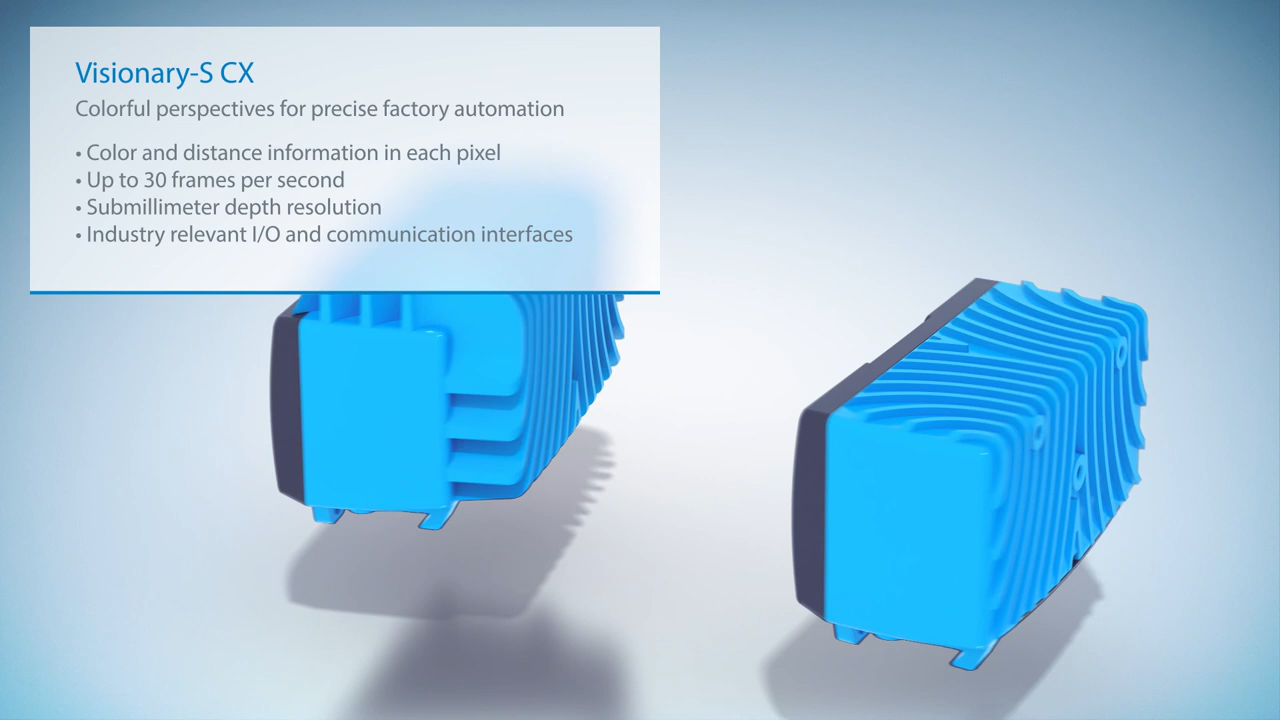 Visionary-S CX
Colorful perspectives for precise factory automation
• Color and distance information in each pixel
• Up to 30 frames per second
• Submillimeter depth resolution
• Industry relevant I/O and communication interfaces